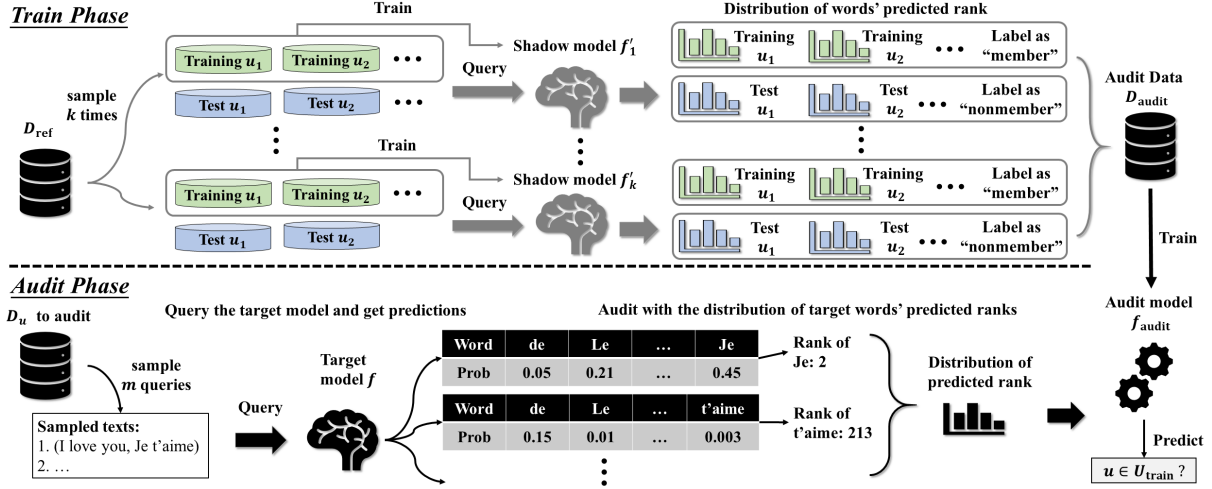 Train Phase
Train
Distribution of words' predicted rank
Training u₁ Training u₂ •••
Shadow model f′₁
Training u₁ Training u₂ ••• Label as "member"
Query
Test u₁ Test u₂ •••
Test u₁ Test u₂ ••• Label as "nonmember"
sample k times
D_ref
Audit Data
D_audit
Train
Training u₁ Training u₂ •••
Shadow model f′ₖ
Training u₁ Training u₂ ••• Label as "member"
Query
Test u₁ Test u₂
Test u₁ Test u₂ ••• Label as "nonmember"
Train
Audit Phase
D_u to audit
Query the target model and get predictions
Audit with the distribution of target words' predicted ranks
Audit model
f_audit
sample
m queries
Target
model f
Query
Word de Le … Je
Prob 0.05 0.21 … 0.45
Rank of
Je: 2
Word de Le … t'aime
Prob 0.15 0.01 … 0.003
Rank of
t'aime: 213
Distribution of
predicted rank
Sampled texts:
1. (I love you, Je t'aime)
2. …
Predict
u ∈ U_train ?